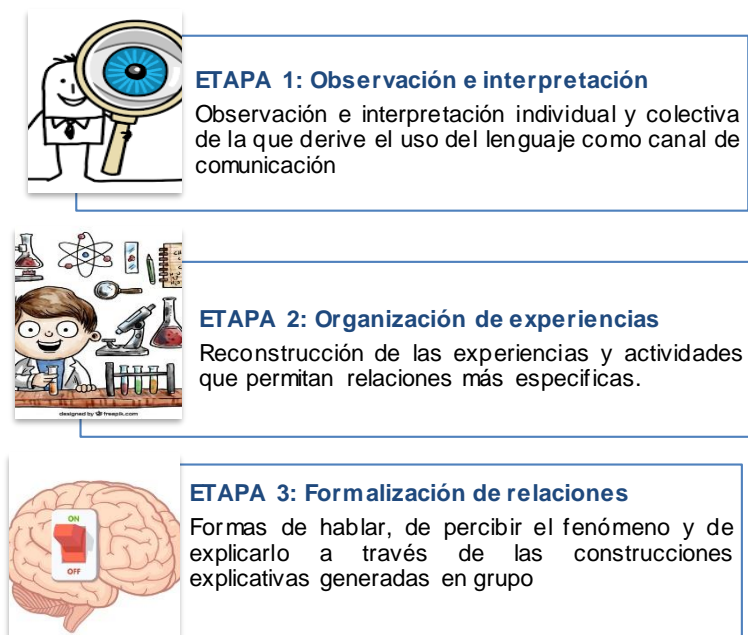 ETAPA 1: Observación e interpretación
Observación e interpretación individual y colectiva
de la que derive el uso del lenguaje como canal de
comunicación
ETAPA 2: Organización de experiencias
Reconstrucción de las experiencias y actividades
que permitan relaciones más especificas.
designed by freepik.com
ETAPA 3: Formalización de relaciones
ON
OFF
Formas de hablar, de percibir el fenómeno y de
explicarlo a través de las construcciones
explicativas generadas en grupo